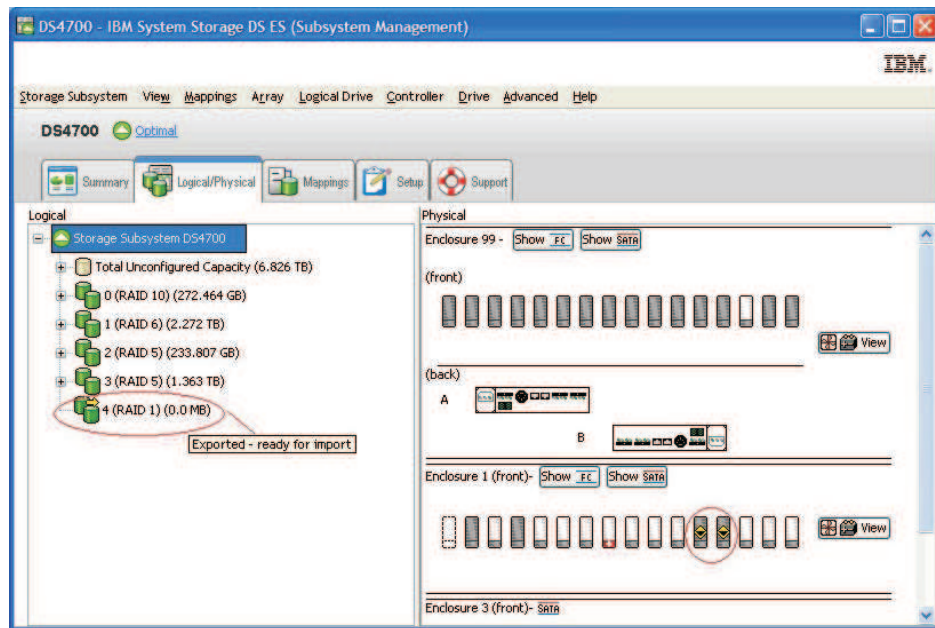 DS4700 - IBM System Storage DS ES (Subsystem Management)
IBM.
Storage Subsystem View Mappings Array Logical Drive Controller Drive Advanced Help
DS4700 Optimal
Summary Logical/Physical Mappings Setup Support
Logical
Storage Subsystem DS4700
Total Unconfigured Capacity (6.826 TB)
0 (RAID 10) (272.464 GB)
1 (RAID 6) (2.272 TB)
2 (RAID 5) (233.807 GB)
3 (RAID 5) (1.363 TB)
4 (RAID 1) (0.0 MB)
Exported - ready for import
Physical
Enclosure 99 - Show FC Show SATA
(front)
View
(back)
A
B
Enclosure 1 (front)- Show FC Show SATA
View
Enclosure 3 (front)- SATA